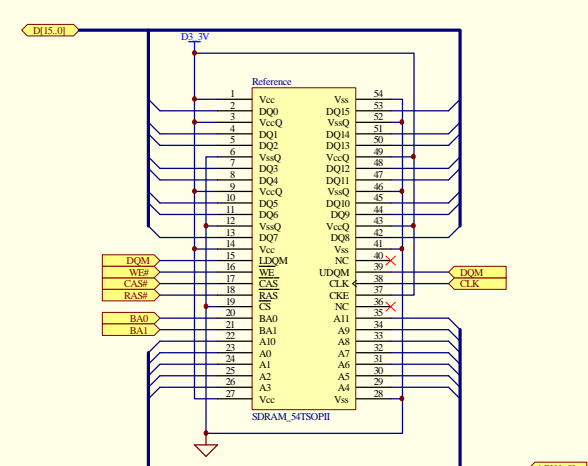 D[15..0]
D3_3V
Reference
1 Vcc Vss 54
2 DQ0 DQ15 53
3 VccQ VssQ 52
4 DQ1 DQ14 51
5 DQ2 DQ13 50
6 VssQ VccQ 49
7 DQ3 DQ12 48
8 DQ4 DQ11 47
9 VccQ VssQ 46
10 DQ5 DQ10 45
11 DQ6 DQ9 44
12 VssQ VccQ 43
13 DQ7 DQ8 42
14 Vcc Vss 41
DQM 15 LDQM NC 40
WE# 16 WE UDQM 39 DQM
CAS# 17 CAS CLK 38 CLK
RAS# 18 RAS CKE 37
19 CS NC 36
BA0 20 BA0 A11 35
BA1 21 BA1 A9 34
22 A10 A8 33
23 A0 A7 32
24 A1 A6 31
25 A2 A5 30
26 A3 A4 29
27 Vcc Vss 28
SDRAM_54TSOPII